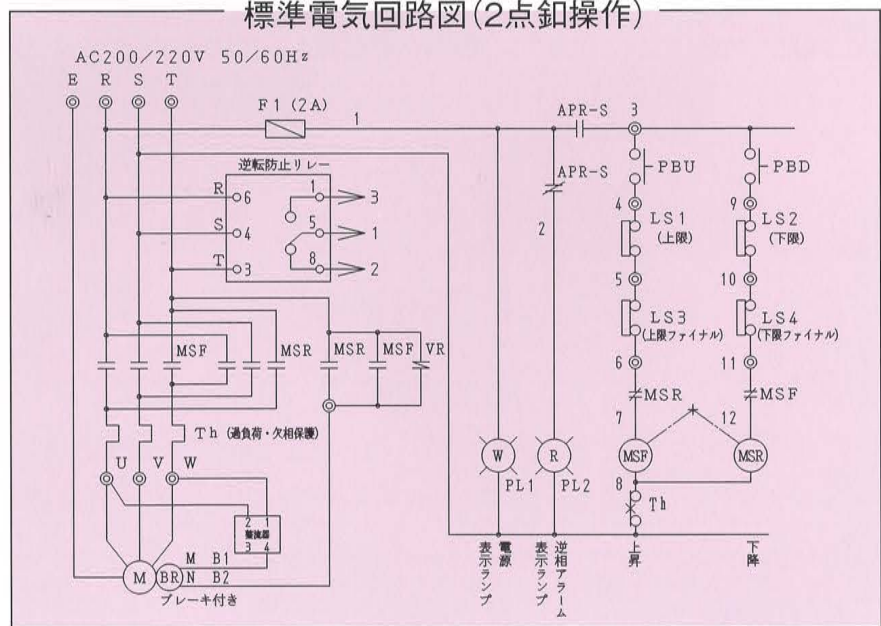 標準電気回路図(2点釦操作)
AC200/220V 50/60Hz
E R S T
F1 (2A)
1
APR-S
3
APR-S
2
PBU
PBD
逆転防止リレー
R 6 1 3
S 4 5 1
T 3 8 2
4
LS1
(上限)
9
LS2
(下限)
5
10
LS3
(上限ファイナル)
LS4
(下限ファイナル)
6
11
MSF
MSR
MSR
MSF
VR
MSR
MSF
7
12
Th (過負荷・欠相保護)
U V W
W
PL1
R
PL2
MSF
MSR
8
Th
2 1
整流器
3 4
M B1
N B2
M
BR
ブレーキ付き
電源
表示ランプ
逆相アラーム
表示ランプ
上昇
下降